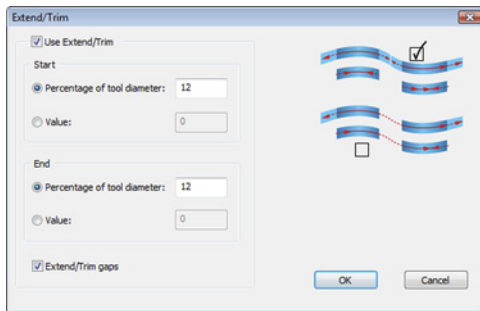 Extend/Trim
Use Extend/Trim
Start
Percentage of tool diameter: 12
Value: 0
End
Percentage of tool diameter: 12
Value: 0
Extend/Trim gaps
OK Cancel